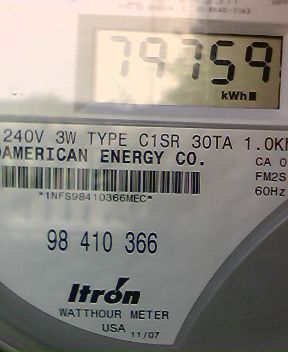 79759
kWh
240V 3W TYPE C1SR 30TA 1.0K
AMERICAN ENERGY CO.
CA 0
FM2S
*1NFS98410366MEC*
60Hz
98 410 366
Itron
WATTHOUR METER
USA 11/07